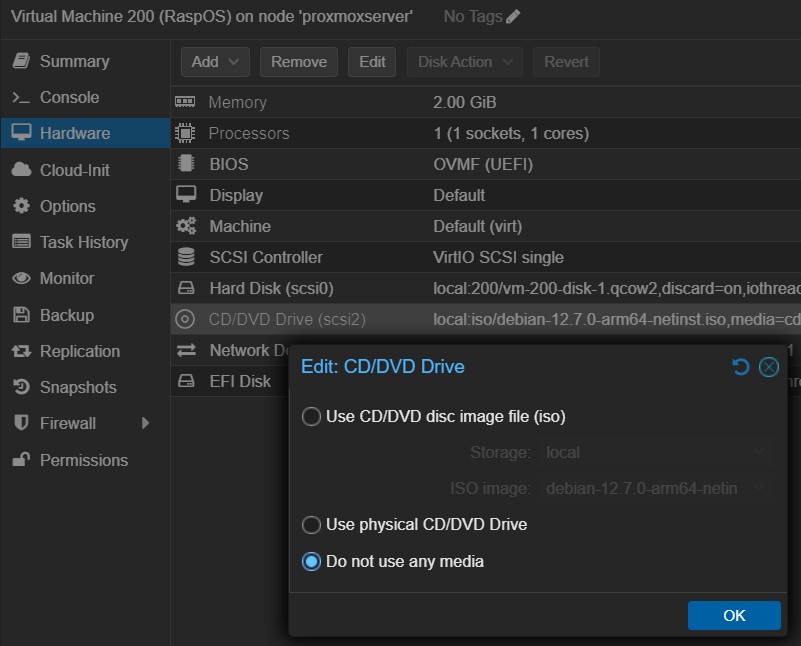 Virtual Machine 200 (RaspOS) on node 'proxmoxserver' No Tags
Summary
Console
Hardware
Cloud-Init
Options
Task History
Monitor
Backup
Replication
Snapshots
Firewall
Permissions
Add Remove Edit Disk Action Revert
Memory 2.00 GiB
Processors 1 (1 sockets, 1 cores)
BIOS OVMF (UEFI)
Display Default
Machine Default (virt)
SCSI Controller VirtIO SCSI single
Hard Disk (scsi0) local:200/vm-200-disk-1.qcow2,discard=on,iothread
CD/DVD Drive (scsi2) local:iso/debian-12.7.0-arm64-netinst.iso,media=cd
Network 1
EFI Disk
Edit: CD/DVD Drive
Use CD/DVD disc image file (iso)
Storage: local
ISO image: debian-12.7.0-arm64-netin
Use physical CD/DVD Drive
Do not use any media
OK